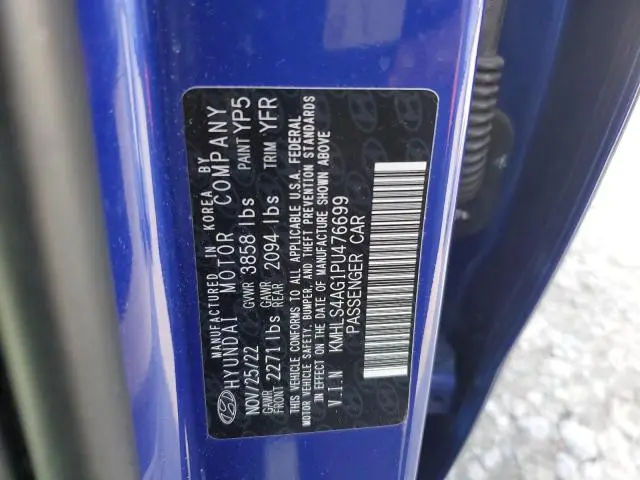 MANUFACTURED IN KOREA BY
HYUNDAI MOTOR COMPANY
NOV/25/22 GVWR 3858 lbs PAINT YP5
GAWR FRONT 2271 lbs GAWR REAR 2094 lbs TRIM YFR
THIS VEHICLE CONFORMS TO ALL APPLICABLE U.S.A. FEDERAL
MOTOR VEHICLE SAFETY, BUMPER, AND THEFT PREVENTION STANDARDS
IN EFFECT ON THE DATE OF MANUFACTURE SHOWN ABOVE
V.I.N KMHLS4AG1PU476699
PASSENGER CAR